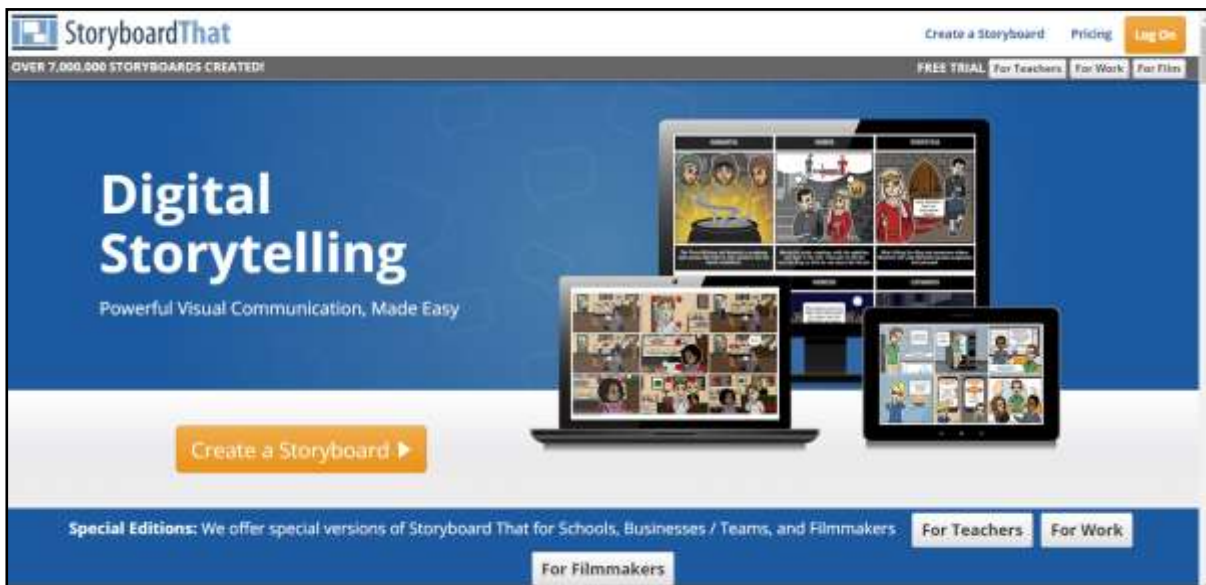 StoryboardThat
Create a Storyboard Pricing Log On
OVER 7,000,000 STORYBOARDS CREATED!
FREE TRIAL For Teachers For Work For Film
Digital
Storytelling
Powerful Visual Communication, Made Easy
Create a Storyboard
Special Editions: We offer special versions of Storyboard That for Schools, Businesses / Teams, and Filmmakers For Teachers For Work
For Filmmakers